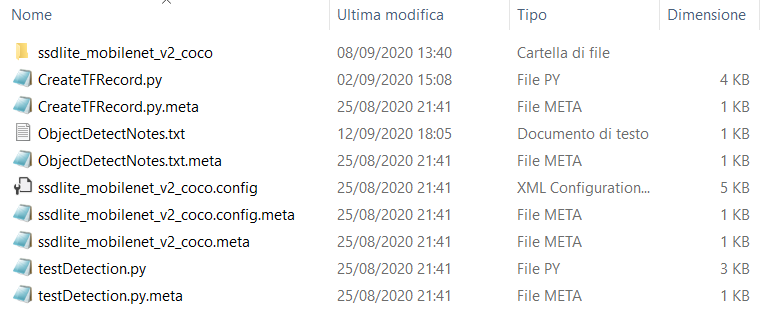 Nome Ultima modifica Tipo Dimensione
ssdlite_mobilenet_v2_coco 08/09/2020 13:40 Cartella di file
CreateTFRecord.py 02/09/2020 15:08 File PY 4 KB
CreateTFRecord.py.meta 25/08/2020 21:41 File META 1 KB
ObjectDetectNotes.txt 12/09/2020 18:05 Documento di testo 1 KB
ObjectDetectNotes.txt.meta 25/08/2020 21:41 File META 1 KB
ssdlite_mobilenet_v2_coco.config 25/08/2020 21:41 XML Configuration... 5 KB
ssdlite_mobilenet_v2_coco.config.meta 25/08/2020 21:41 File META 1 KB
ssdlite_mobilenet_v2_coco.meta 25/08/2020 21:41 File META 1 KB
testDetection.py 25/08/2020 21:41 File PY 3 KB
testDetection.py.meta 25/08/2020 21:41 File META 1 KB